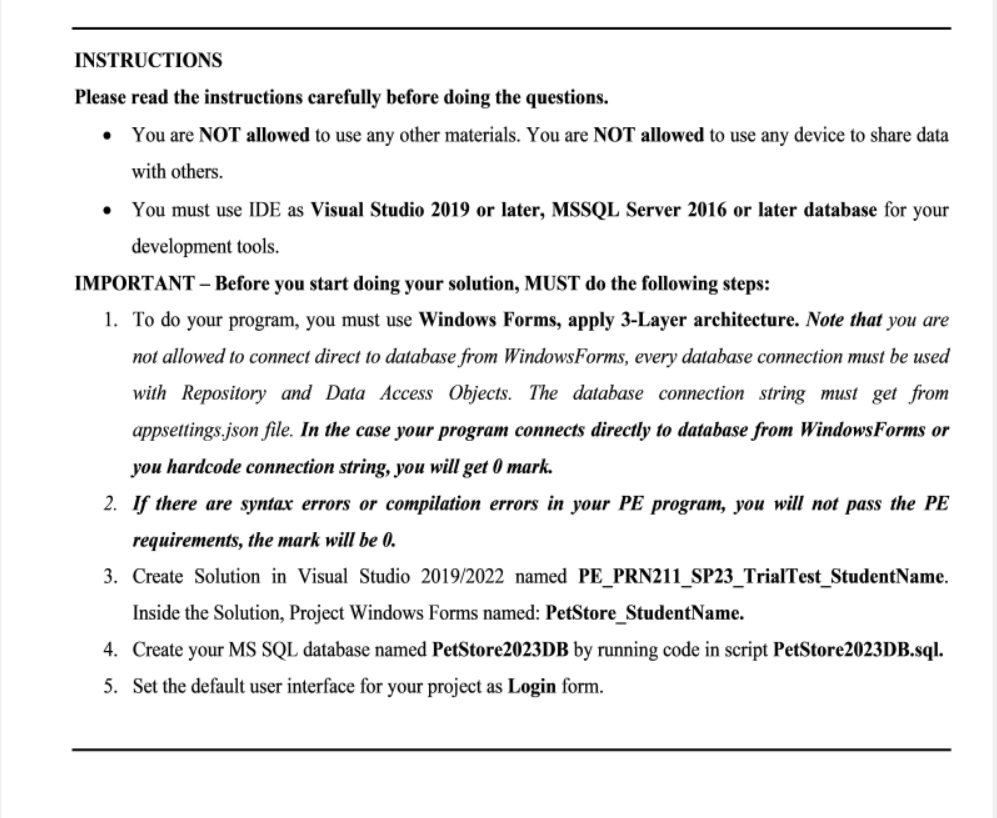 INSTRUCTIONS
Please read the instructions carefully before doing the questions.
• You are NOT allowed to use any other materials. You are NOT allowed to use any device to share data
with others.
• You must use IDE as Visual Studio 2019 or later, MSSQL Server 2016 or later database for your
development tools.
IMPORTANT – Before you start doing your solution, MUST do the following steps:
1. To do your program, you must use Windows Forms, apply 3-Layer architecture. Note that you are
not allowed to connect direct to database from WindowsForms, every database connection must be used
with Repository and Data Access Objects. The database connection string must get from
appsettings.json file. In the case your program connects directly to database from WindowsForms or
you hardcode connection string, you will get 0 mark.
2. If there are syntax errors or compilation errors in your PE program, you will not pass the PE
requirements, the mark will be 0.
3. Create Solution in Visual Studio 2019/2022 named PE_PRN211_SP23_TrialTest_StudentName.
Inside the Solution, Project Windows Forms named: PetStore_StudentName.
4. Create your MS SQL database named PetStore2023DB by running code in script PetStore2023DB.sql.
5. Set the default user interface for your project as Login form.